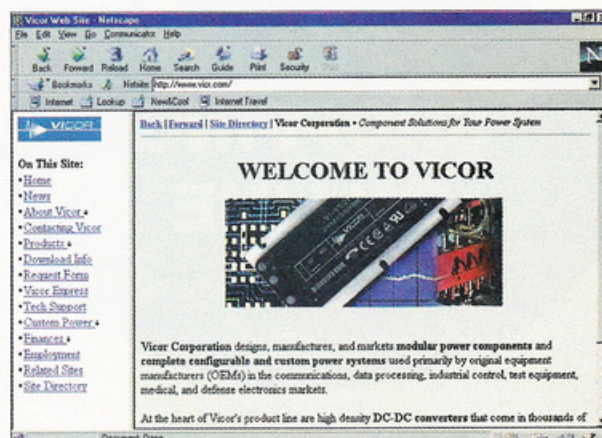 Vicor Web Site - Netscape
File Edit View Go Communicator Help
Back Forward Reload Home Search Guide Print Security Stop
Bookmarks Netsite: http://www.vicr.com/
Internet Lookup New&Cool Internet Travel
VICOR
Back | Forward | Site Directory | Vicor Corporation • Component Solutions for Your Power System
On This Site:
•Home
•News
•About Vicor
•Contacting Vicor
•Products
•Download Info
•Request Form
•Vicor Express
•Tech Support
•Custom Power
•Finances
•Employment
•Related Sites
•Site Directory
WELCOME TO VICOR
VICOR
Vicor Corporation designs, manufactures, and markets modular power components and
complete configurable and custom power systems used primarily by original equipment
manufacturers (OEMs) in the communications, data processing, industrial control, test equipment,
medical, and defense electronics markets.
At the heart of Vicor's product line are high density DC-DC converters that come in thousands of
Document: Done